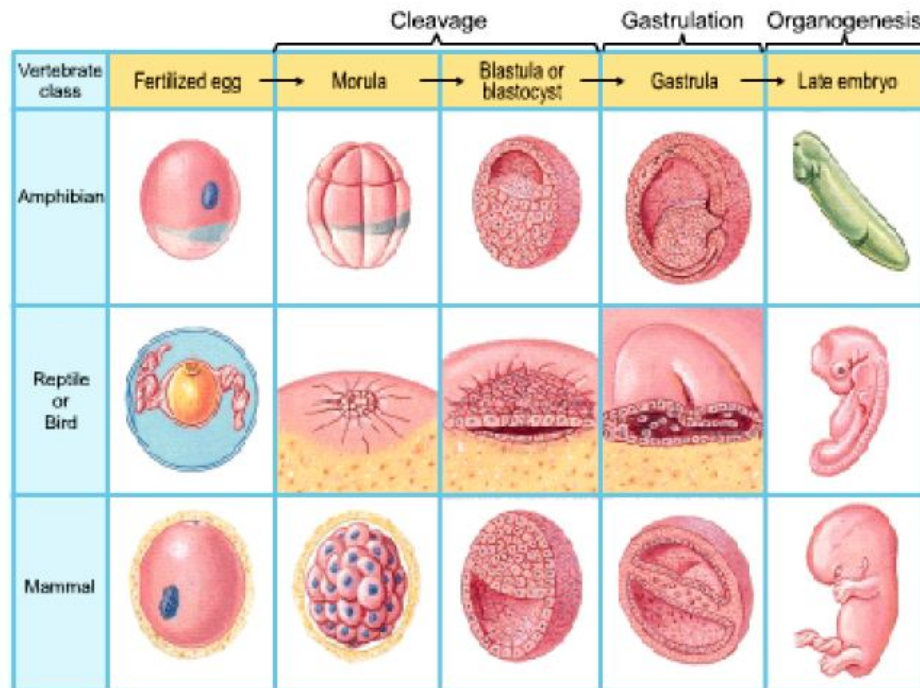 Cleavage
Gastrulation
Organogenesis
Vertebrate
class
Fertilized egg
Morula
Blastula or
blastocyst
Gastrula
Late embryo
Amphibian
Reptile
or
Bird
Mammal